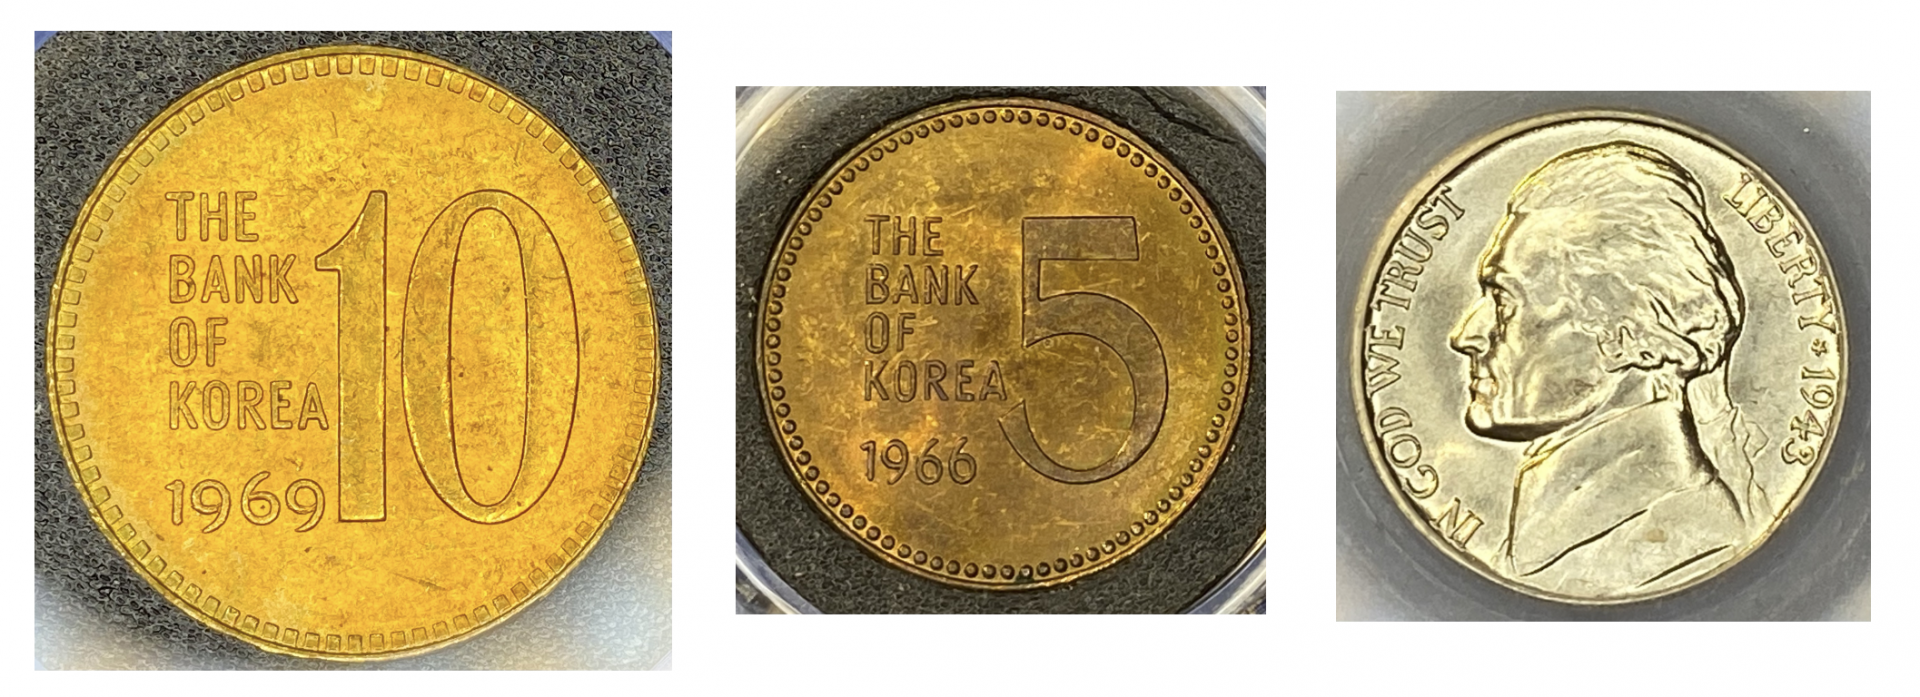 THE
BANK
OF
KOREA
1969
10
THE
BANK
OF
KOREA
1966
5
IN GOD WE TRUST
LIBERTY * 1943